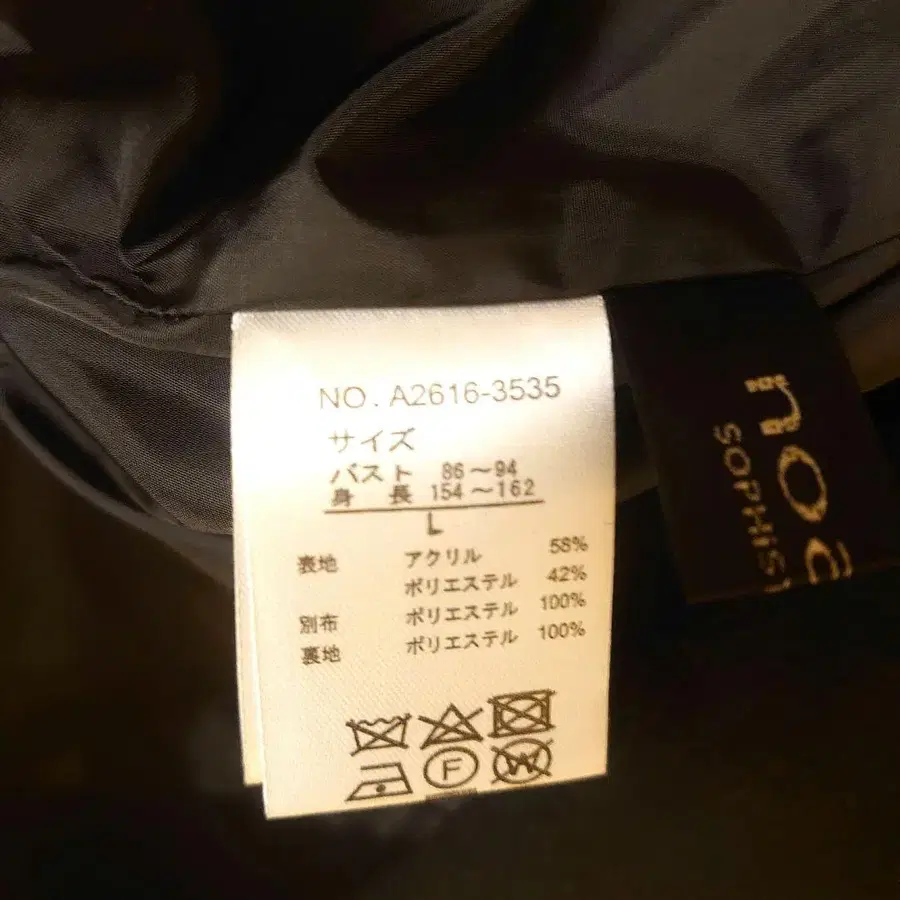 NO. A2616-3535
サイズ
バスト 86～94
身長 154～162
L
表地 アクリル 58%
ポリエステル 42%
別布 ポリエステル 100%
裏地 ポリエステル 100%
F
W
no
SOPHIS